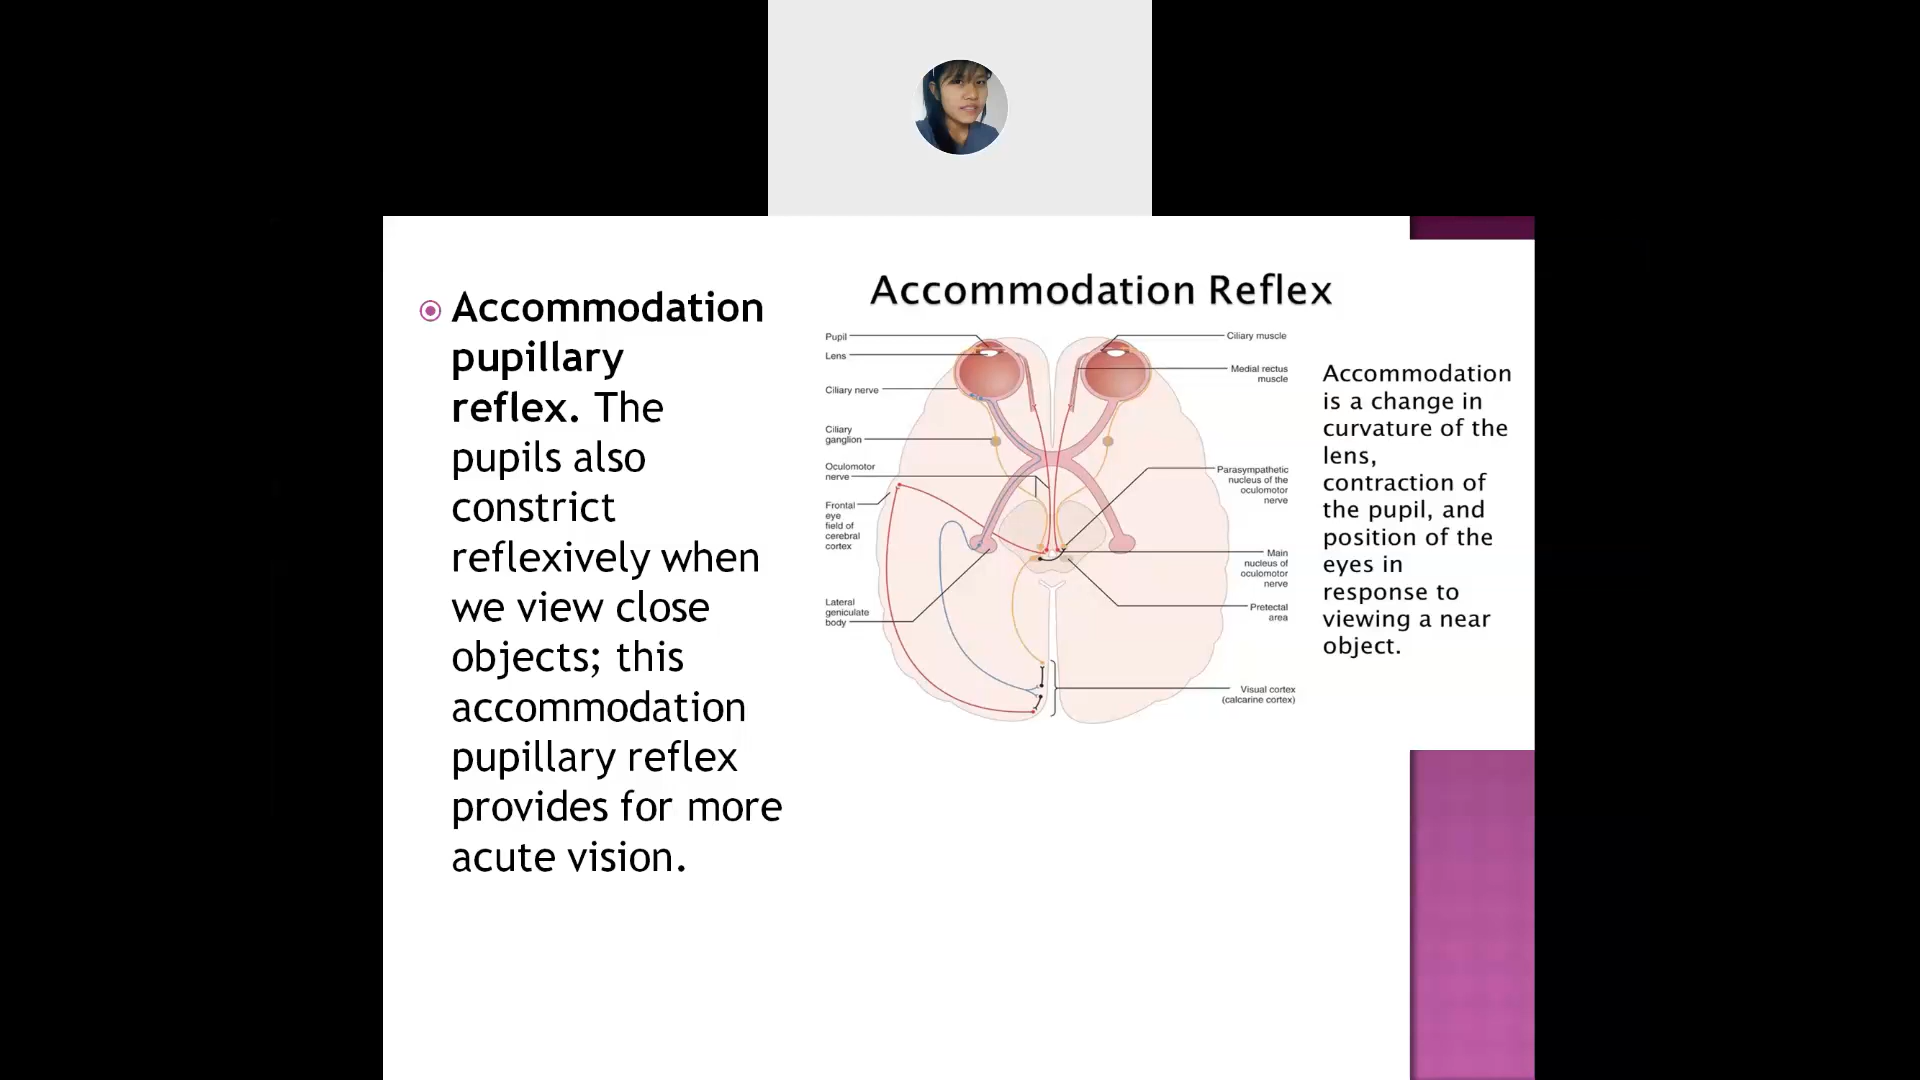 Accommodation
pupillary
reflex. The
pupils also
constrict
reflexively when
we view close
objects; this
accommodation
pupillary reflex
provides for more
acute vision.
Accommodation Reflex
Pupil
Lens
Ciliary nerve
Ciliary
ganglion
Oculomotor
nerve
Frontal
eye
field of
cerebral
cortex
Lateral
geniculate
body
Ciliary muscle
Medial rectus
muscle
Parasympathetic
nucleus of the
oculomotor
nerve
Main
nucleus of
oculomotor
nerve
Pretectal
area
Visual cortex
(calcarine cortex)
Accommodation
is a change in
curvature of the
lens,
contraction of
the pupil, and
position of the
eyes in
response to
viewing a near
object.